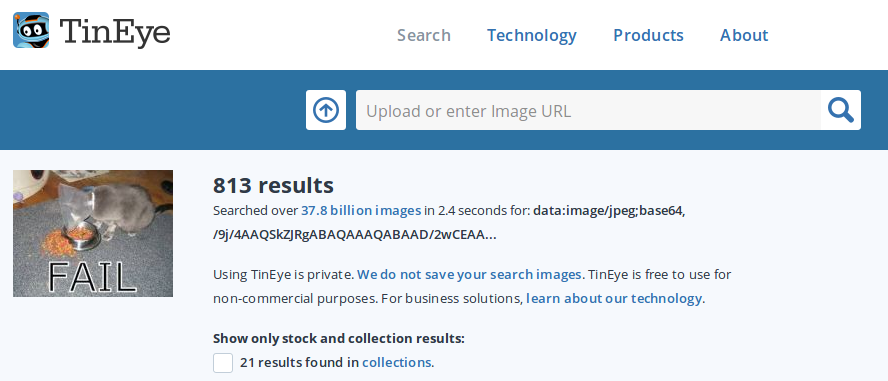 TinEye
Search Technology Products About
Upload or enter Image URL
813 results
Searched over 37.8 billion images in 2.4 seconds for: data:image/jpeg;base64,
/9j/4AAQSkZJRgABAQAAAQABAAD/2wCEAA...
FAIL
Using TinEye is private. We do not save your search images. TinEye is free to use for
non-commercial purposes. For business solutions, learn about our technology.
Show only stock and collection results:
21 results found in collections.